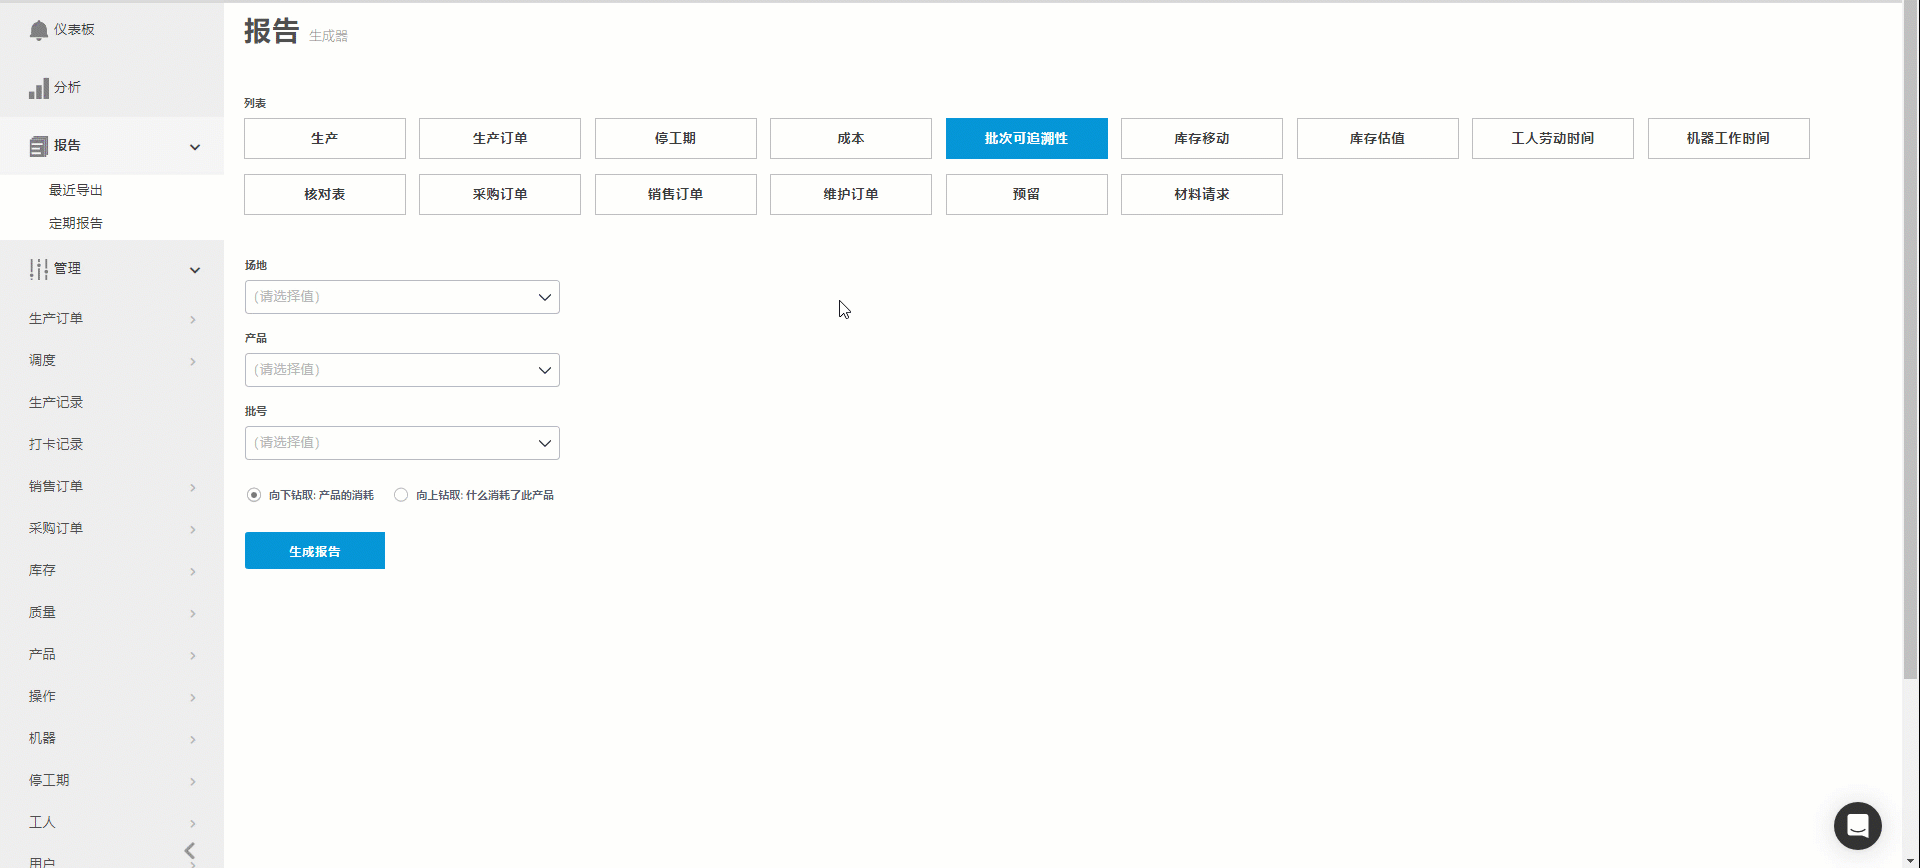 仪表板
分析
报告
最近导出
定期报告
管理
生产订单
调度
生产记录
打卡记录
销售订单
采购订单
库存
质量
产品
操作
机器
停工期
工人
用户
报告 生成器
列表
生产 生产订单 停工期 成本 批次可追溯性 库存移动 库存估值 工人劳动时间 机器工作时间
核对表 采购订单 销售订单 维护订单 预留 材料请求
场地
(请选择值)
产品
(请选择值)
批号
(请选择值)
向下钻取: 产品的消耗 向上钻取: 什么消耗了此产品
生成报告